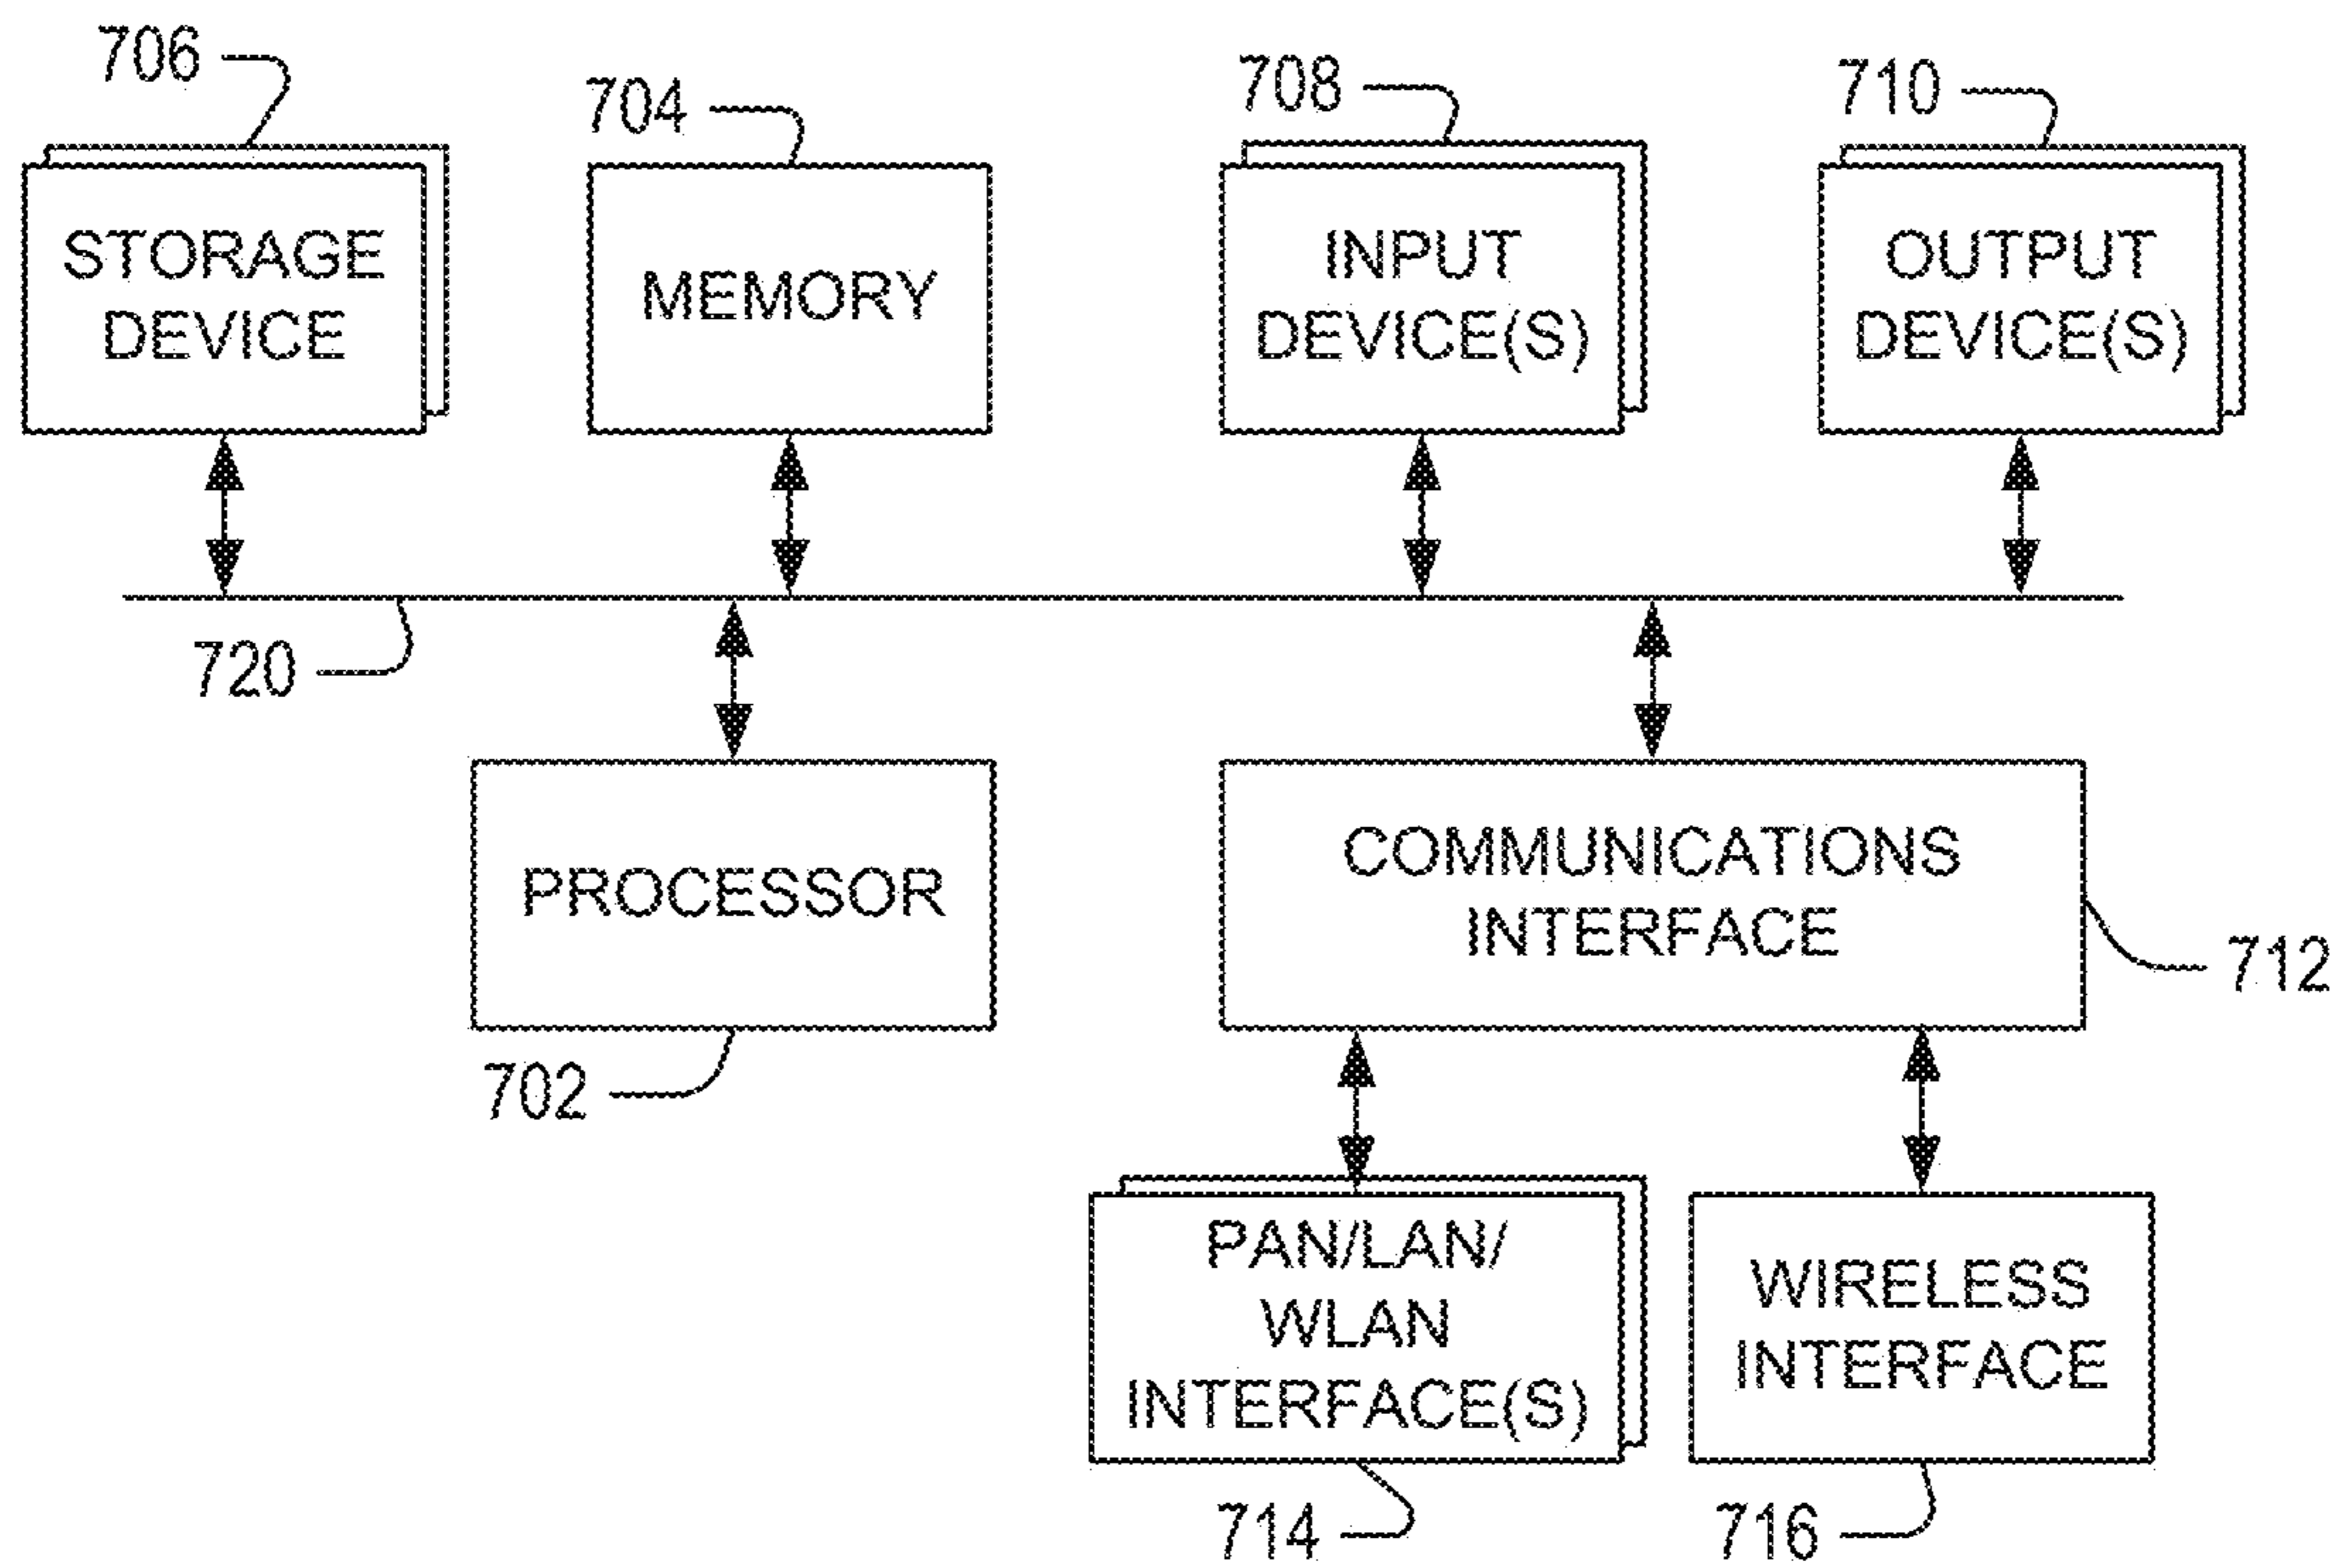 706
704
708
710
STORAGE
DEVICE
MEMORY
INPUT
DEVICE(S)
OUTPUT
DEVICE(S)
720
PROCESSOR
COMMUNICATIONS
INTERFACE
712
702
PAN/LAN/
WLAN
INTERFACE(S)
WIRELESS
INTERFACE
714
716